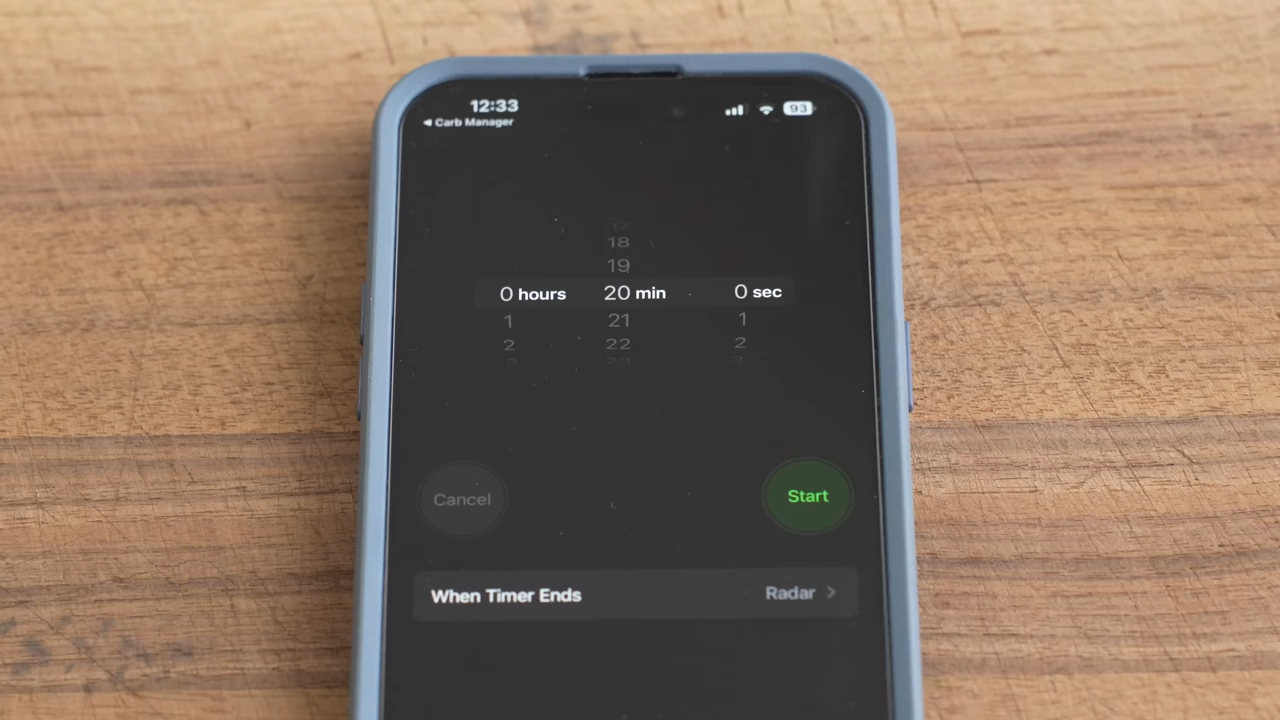 12:33
93
◀ Carb Manager
18
19
0 hours 20 min 0 sec
1 21 1
2 22 2
Cancel
Start
When Timer Ends
Radar >